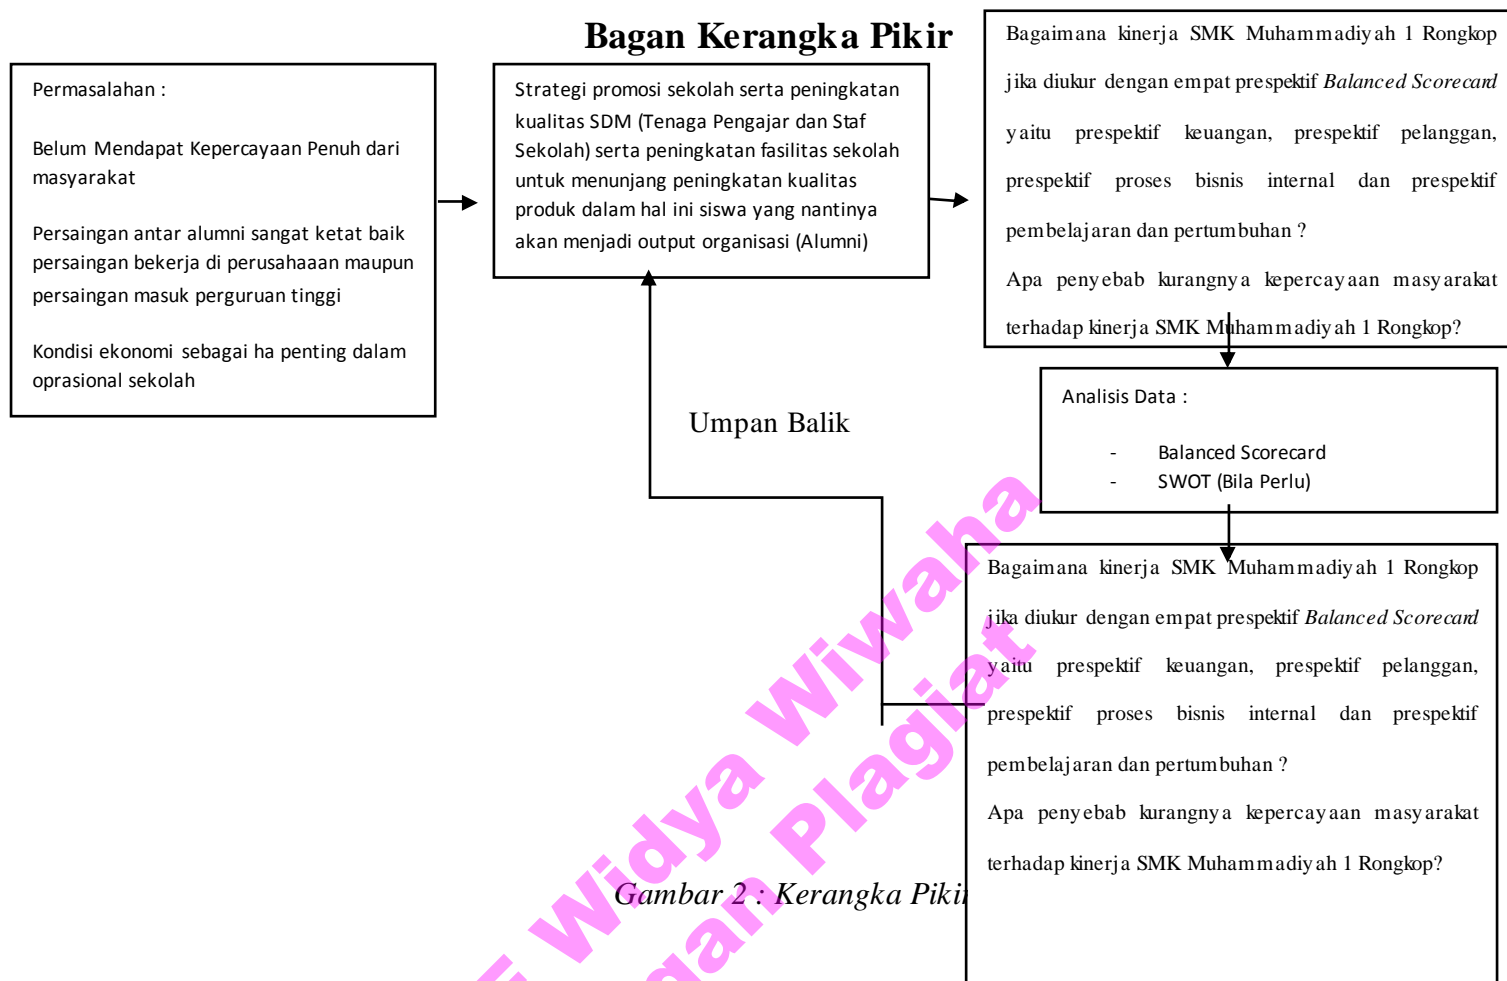 Bagan Kerangka Pikir
Permasalahan :
Belum Mendapat Kepercayaan Penuh dari
masyarakat
Persaingan antar alumni sangat ketat baik
persaingan bekerja di perusahaaan maupun
persaingan masuk perguruan tinggi
Kondisi ekonomi sebagai ha penting dalam
oprasional sekolah
Strategi promosi sekolah serta peningkatan
kualitas SDM (Tenaga Pengajar dan Staf
Sekolah) serta peningkatan fasilitas sekolah
untuk menunjang peningkatan kualitas
produk dalam hal ini siswa yang nantinya
akan menjadi output organisasi (Alumni)
Bagaimana kinerja SMK Muhammadiyah 1 Rongkop
jika diukur dengan empat prespektif Balanced Scorecard
yaitu prespektif keuangan, prespektif pelanggan,
prespektif proses bisnis internal dan prespektif
pembelajaran dan pertumbuhan ?
Apa penyebab kurangnya kepercayaan masyarakat
terhadap kinerja SMK Muhammadiyah 1 Rongkop?
Analisis Data :
- Balanced Scorecard
- SWOT (Bila Perlu)
Umpan Balik
Bagaimana kinerja SMK Muhammadiyah 1 Rongkop
jika diukur dengan empat prespektif Balanced Scorecard
yaitu prespektif keuangan, prespektif pelanggan,
prespektif proses bisnis internal dan prespektif
pembelajaran dan pertumbuhan ?
Apa penyebab kurangnya kepercayaan masyarakat
terhadap kinerja SMK Muhammadiyah 1 Rongkop?
Gambar 2 : Kerangka Pikir
Widya Wiwaha
Plagiat